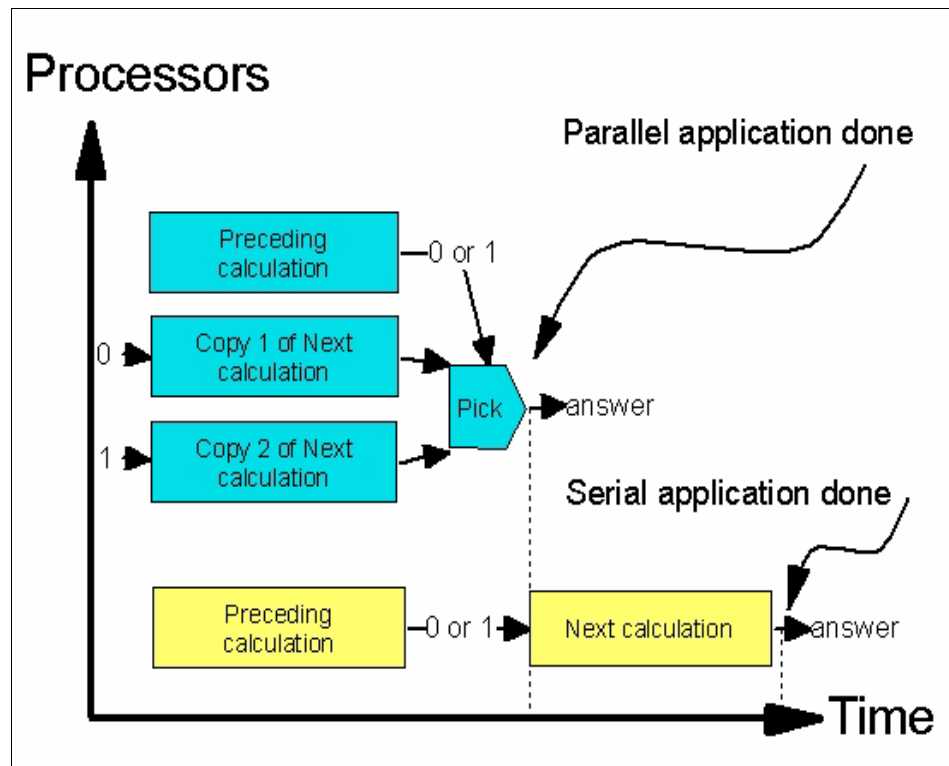 Processors
Parallel application done
Preceding
calculation
0 or 1
0
Copy 1 of Next
calculation
Pick
answer
1
Copy 2 of Next
calculation
Serial application done
Preceding
calculation
0 or 1
Next calculation
answer
Time